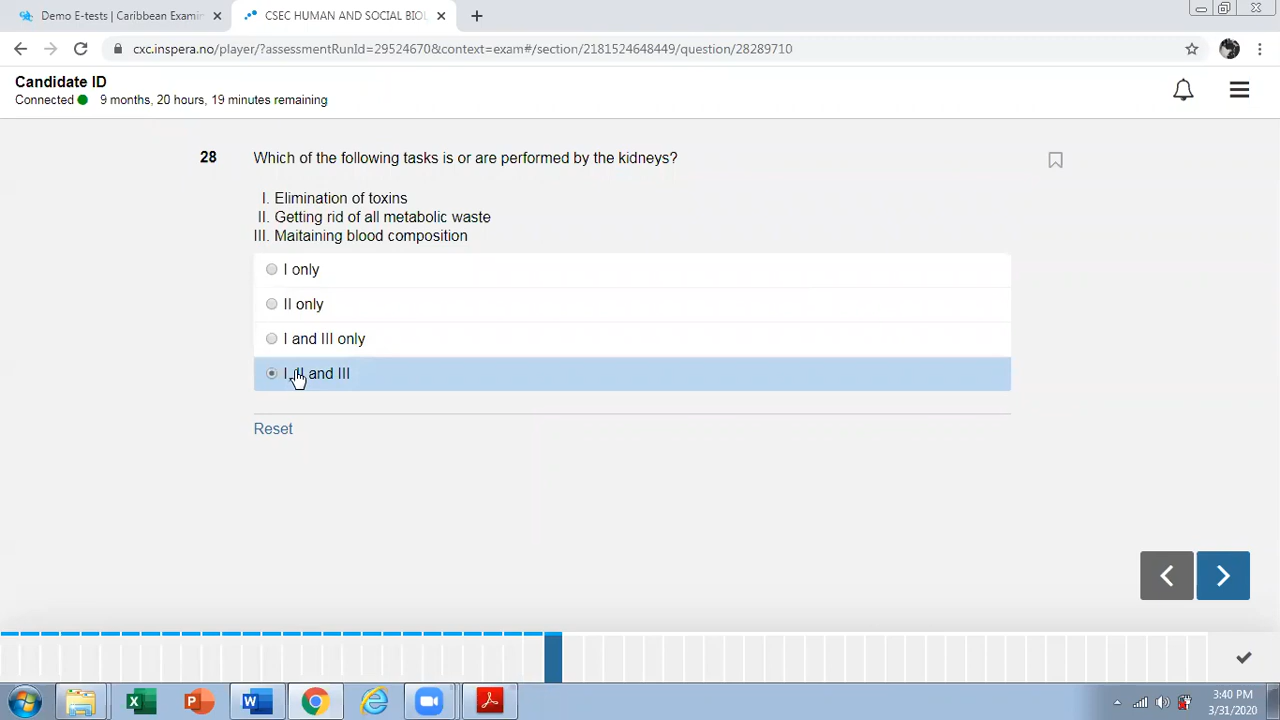 Demo E-tests | Caribbean Examin
CSEC HUMAN AND SOCIAL BIOL
cxc.inspera.no/player/?assessmentRunId=29524670&context=exam#/section/2181524648449/question/28289710
Candidate ID
Connected 9 months, 20 hours, 19 minutes remaining
28 Which of the following tasks is or are performed by the kidneys?
I. Elimination of toxins
II. Getting rid of all metabolic waste
III. Maitaining blood composition
I only
II only
I and III only
I, II and III
Reset
3:40 PM
3/31/2020